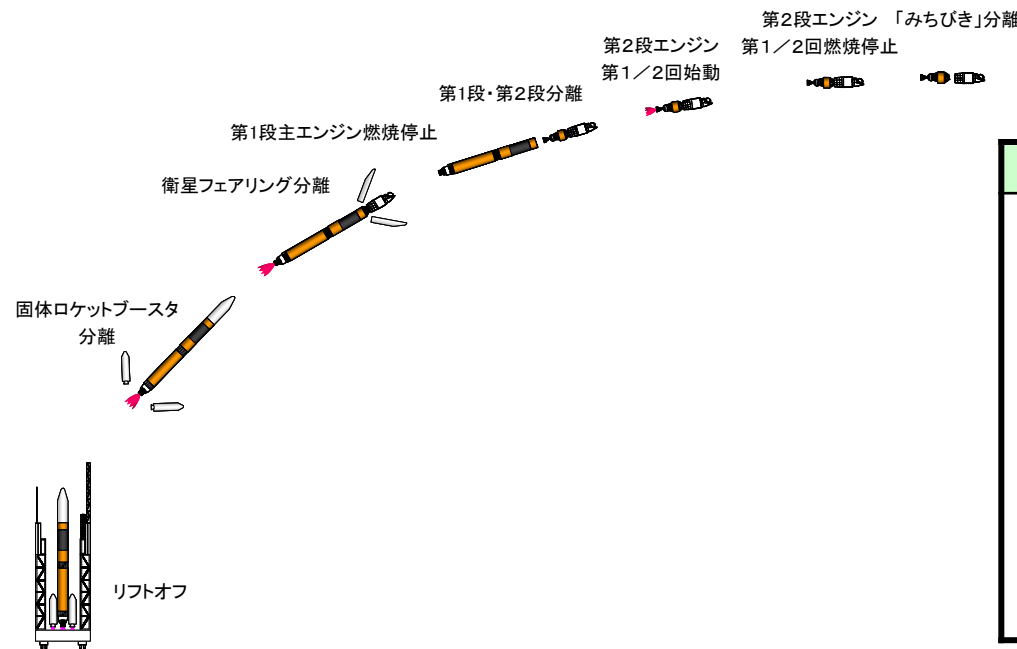 第2段エンジン 「みちびき」分離
第1／2回燃焼停止
第2段エンジン
第1／2回始動
第1段・第2段分離
第1段主エンジン燃焼停止
衛星フェアリング分離
固体ロケットブースタ
分離
リフトオフ